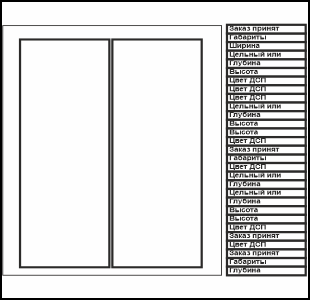 Заказ принят
Габариты
Ширина
Цельный или
Глубина
Высота
Цвет ДСП
Цвет ДСП
Цвет ДСП
Цельный или
Глубина
Высота
Высота
Цвет ДСП
Заказ принят
Габариты
Цвет ДСП
Цельный или
Глубина
Цельный или
Глубина
Высота
Высота
Цвет ДСП
Заказ принят
Цвет ДСП
Заказ принят
Габариты
Глубина